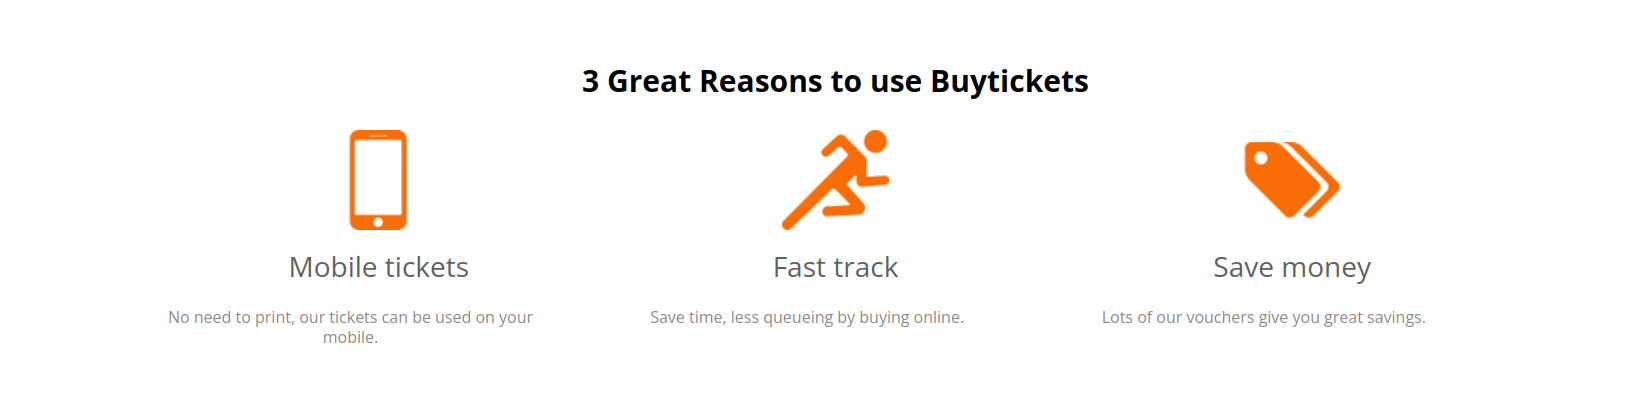 3 Great Reasons to use Buytickets
Mobile tickets
No need to print, our tickets can be used on your
mobile.
Fast track
Save time, less queueing by buying online.
Save money
Lots of our vouchers give you great savings.